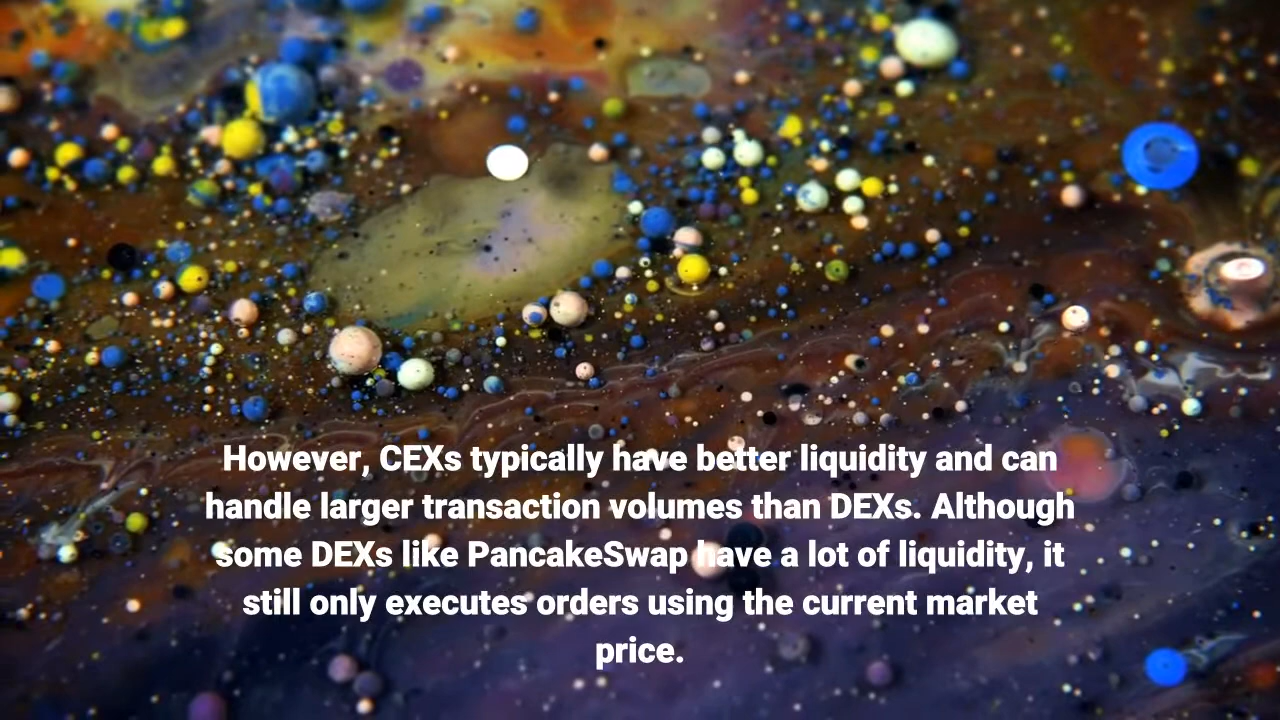 However, CEXs typically have better liquidity and can
handle larger transaction volumes than DEXs. Although
some DEXs like PancakeSwap have a lot of liquidity, it
still only executes orders using the current market
price.